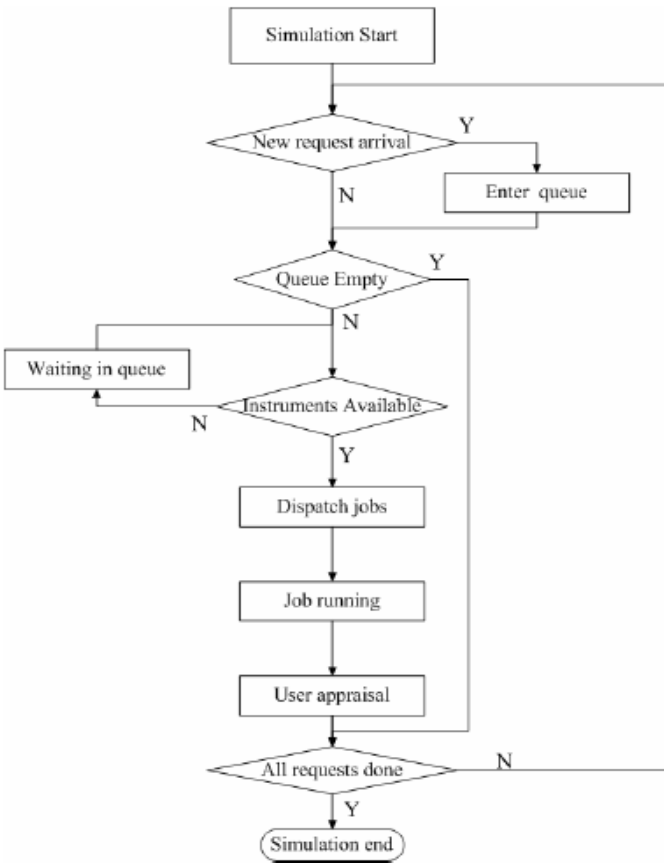 Simulation Start
New request arrival
Y
Enter queue
N
Queue Empty
Y
N
Waiting in queue
Instruments Available
N
Y
Dispatch jobs
Job running
User appraisal
All requests done
N
Y
Simulation end